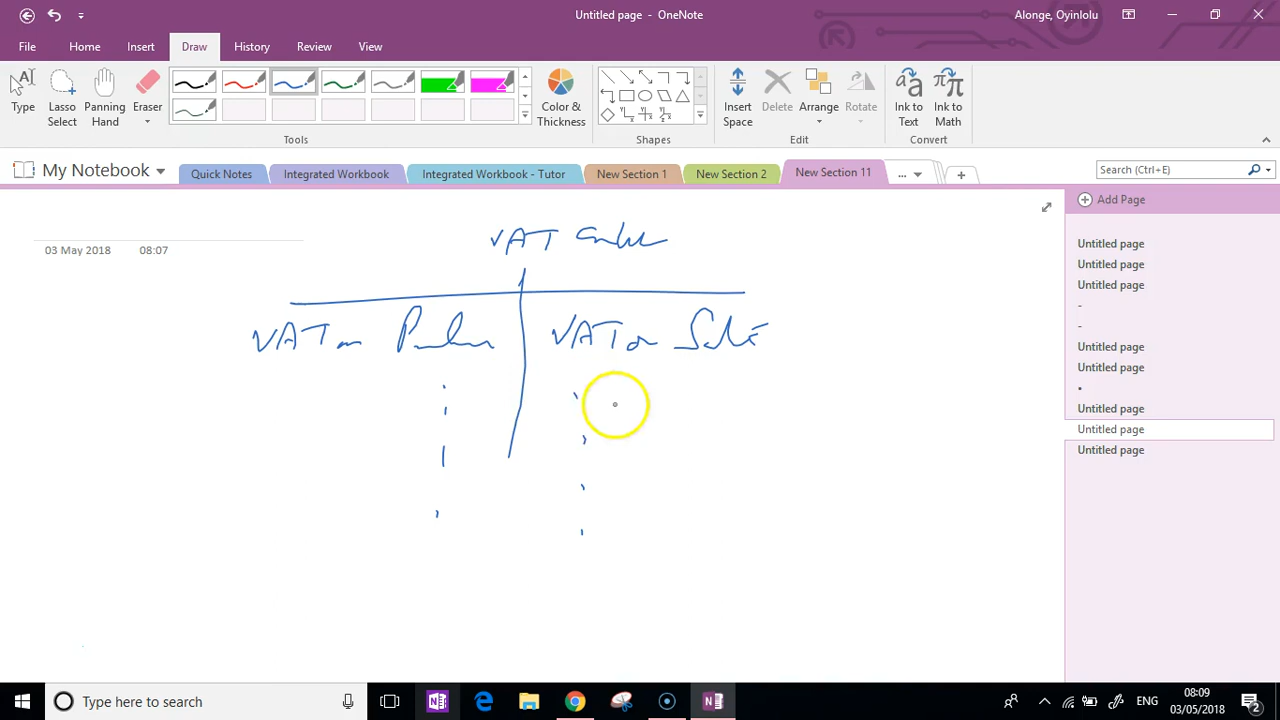 Untitled page - OneNote
Alonge, Oyinlolu
File Home Insert Draw History Review View
Type
Lasso Select
Panning Hand
Eraser
Color & Thickness
Insert Space
Delete
Arrange
Rotate
Ink to Text
Ink to Math
Tools
Shapes
Edit
Convert
My Notebook
Quick Notes
Integrated Workbook
Integrated Workbook - Tutor
New Section 1
New Section 2
New Section 11
...
Search (Ctrl+E)
Add Page
03 May 2018 08:07
VAT
VAT on
VAT on Sales
Untitled page
Untitled page
Untitled page
-
-
Untitled page
Untitled page
•
Untitled page
Untitled page
Untitled page
Type here to search
ENG
08:09
03/05/2018
2